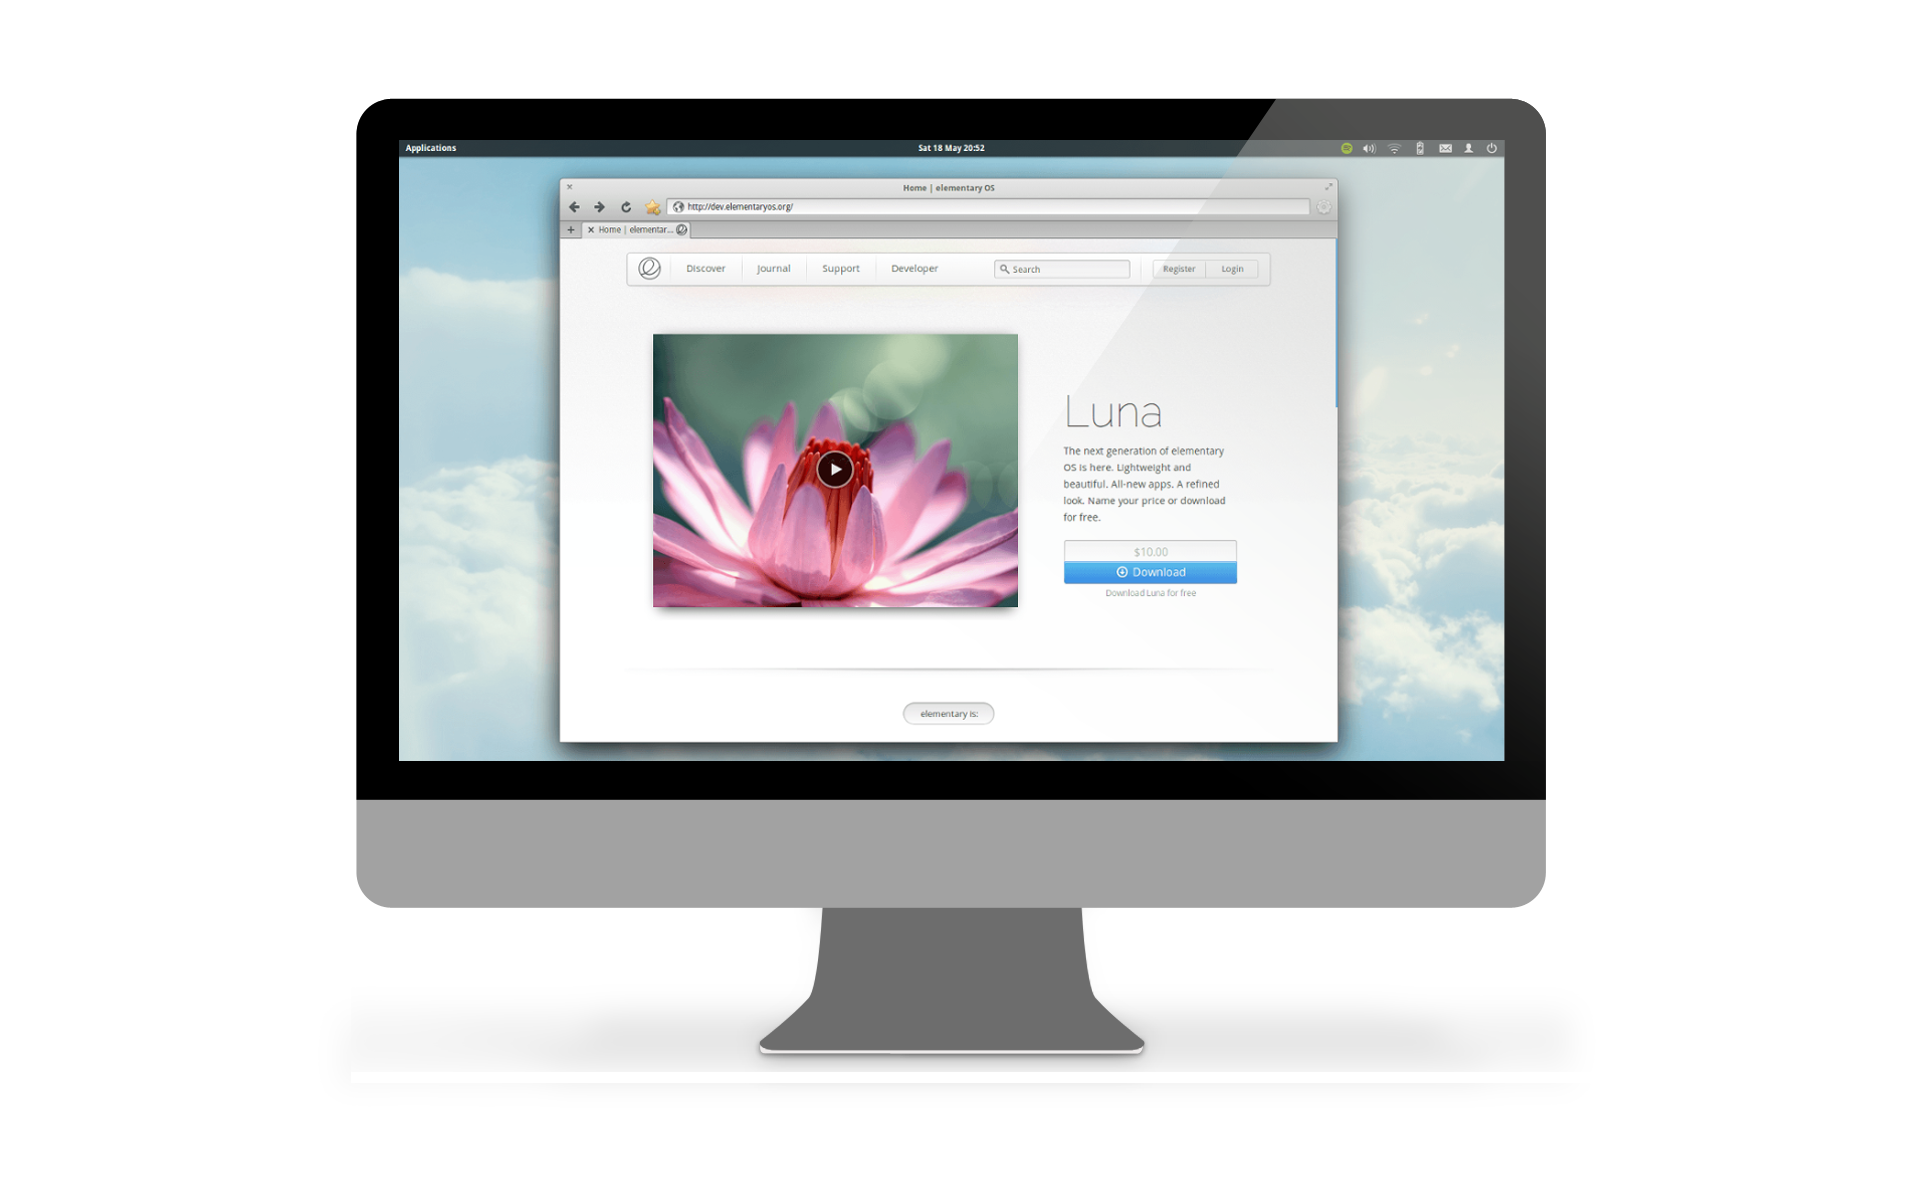 Applications
Sat 18 May 20:52
Home | elementary OS
http://dev.elementaryos.org/
Home | elementar...
Discover
Journal
Support
Developer
Search
Register
Login
Luna
The next generation of elementary
OS is here. Lightweight and
beautiful. All-new apps. A refined
look. Name your price or download
for free.
$10.00
Download
Download Luna for free
elementary is: